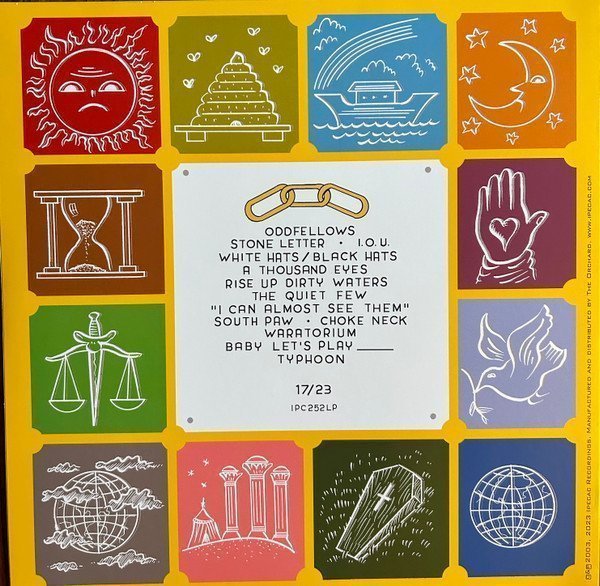 ODDFELLOWS
STONE LETTER • I.O.U.
WHITE HATS/BLACK HATS
A THOUSAND EYES
RISE UP DIRTY WATERS
THE QUIET FEW
"I CAN ALMOST SEE THEM"
SOUTH PAW • CHOKE NECK
WARATORIUM
BABY LET'S PLAY_____
TYPHOON
17/23
IPC252LP
©℗ 2003, 2023 IPECAC RECORDINGS. MANUFACTURED AND DISTRIBUTED BY THE ORCHARD. WWW.IPECAC.COM